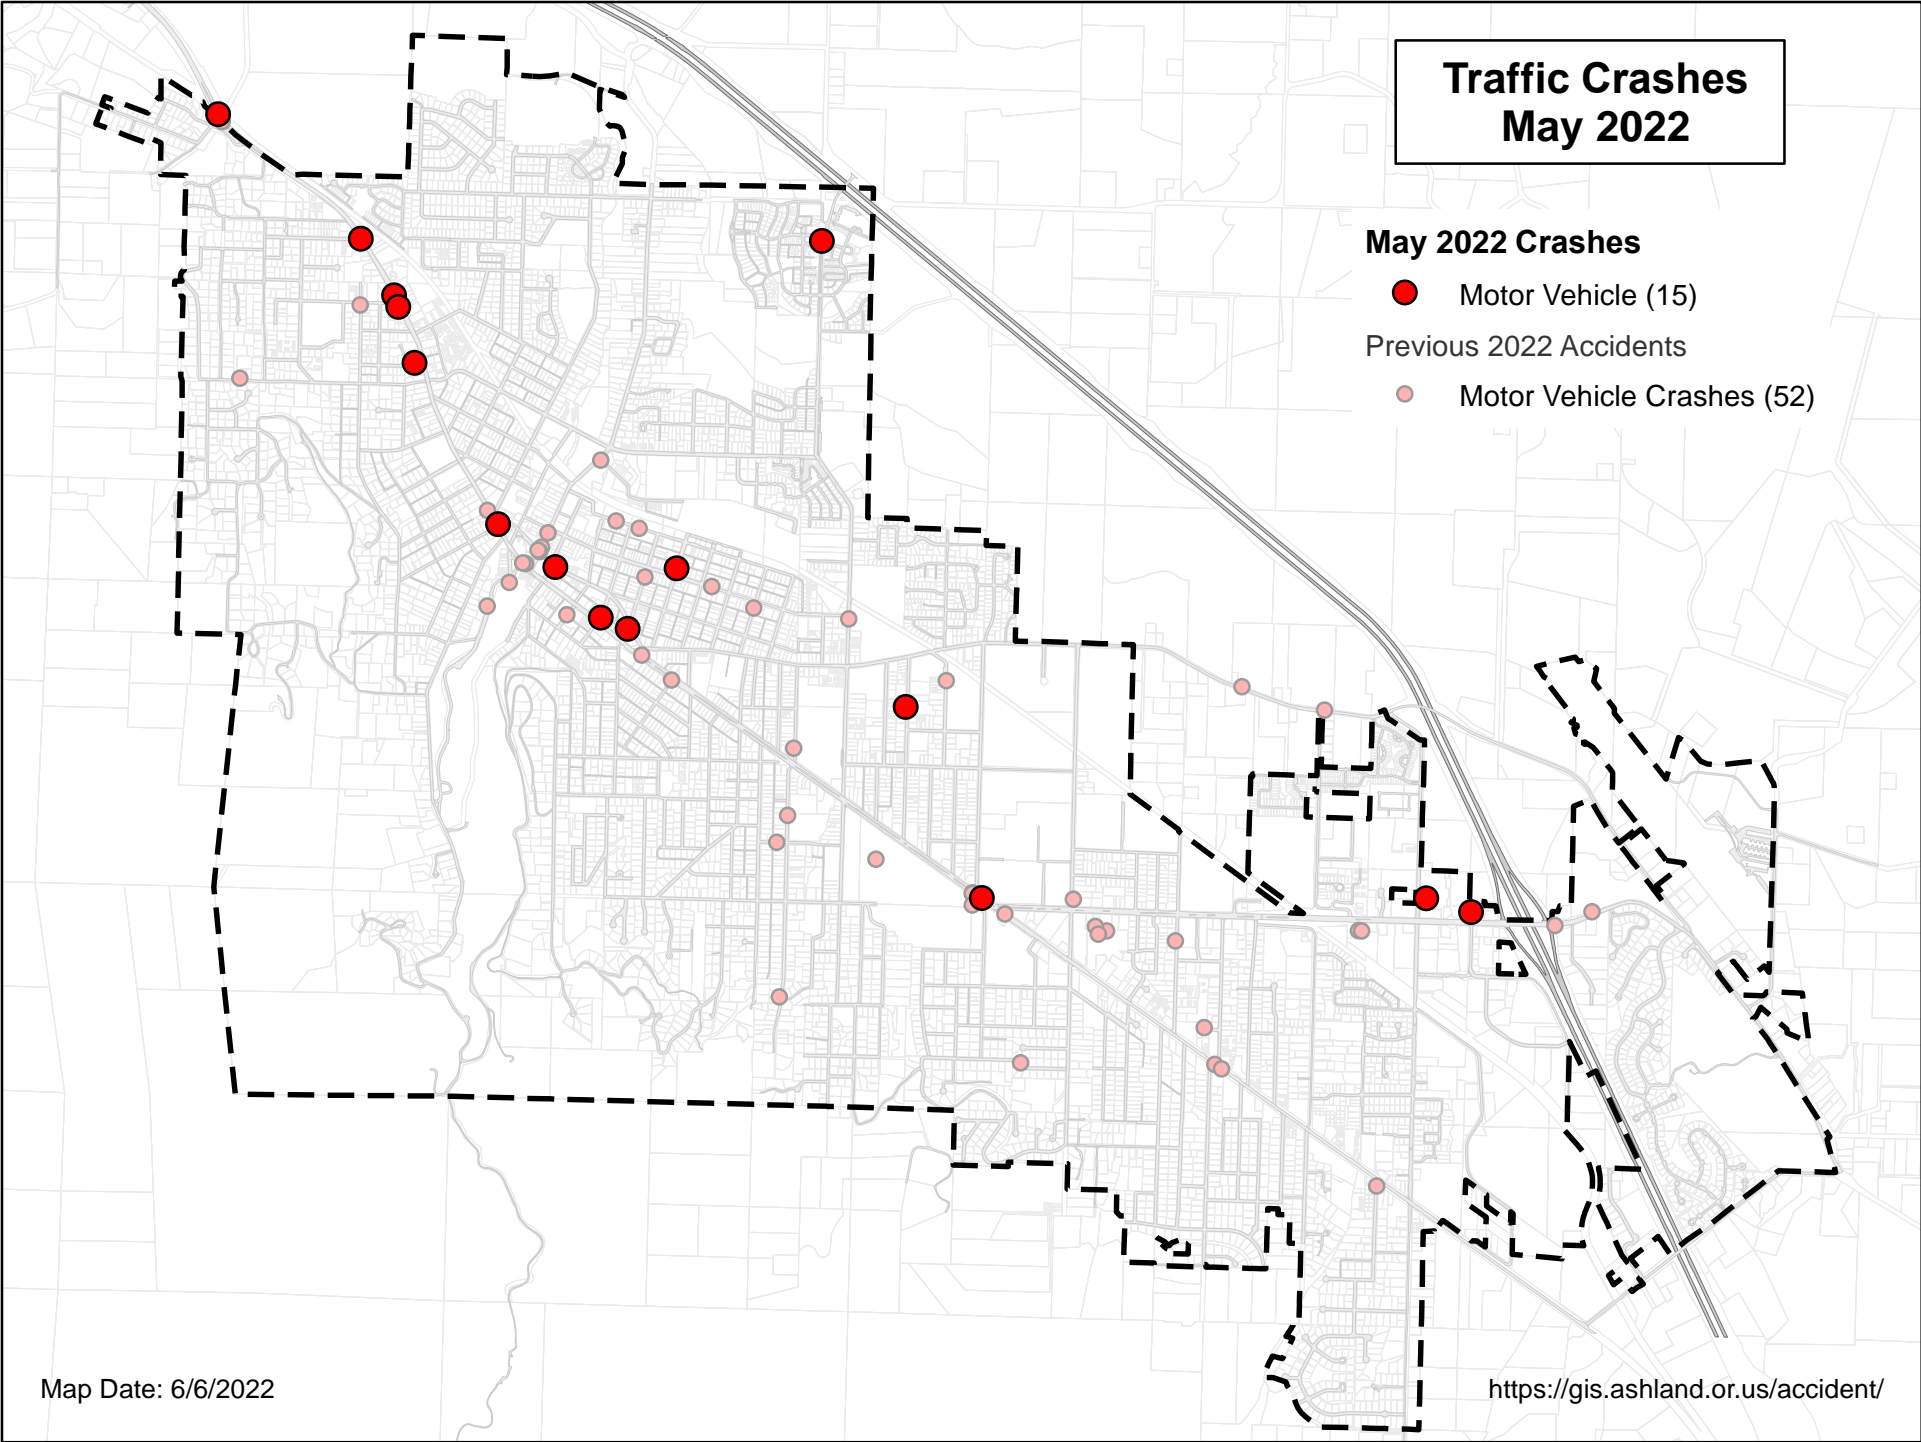 Traffic Crashes
May 2022
May 2022 Crashes
Motor Vehicle (15)
Previous 2022 Accidents
Motor Vehicle Crashes (52)
Map Date: 6/6/2022
https://gis.ashland.or.us/accident/